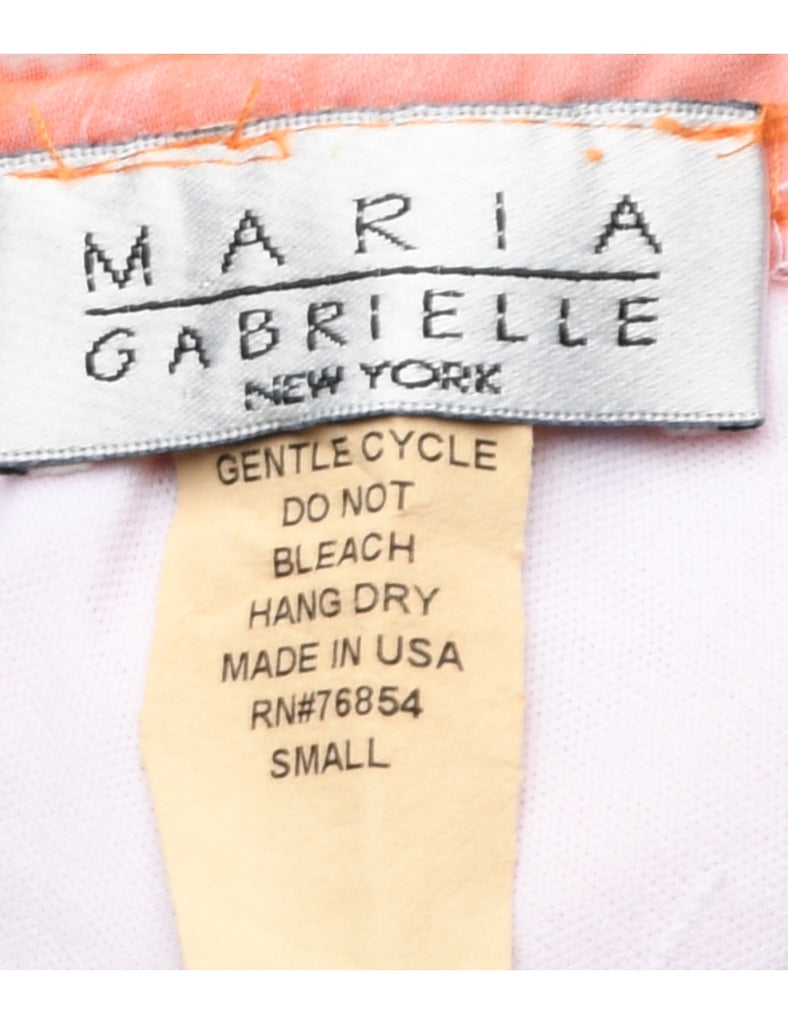 MARIA
GABRIELLE
NEW YORK
GENTLE CYCLE
DO NOT
BLEACH
HANG DRY
MADE IN USA
RN#76854
SMALL